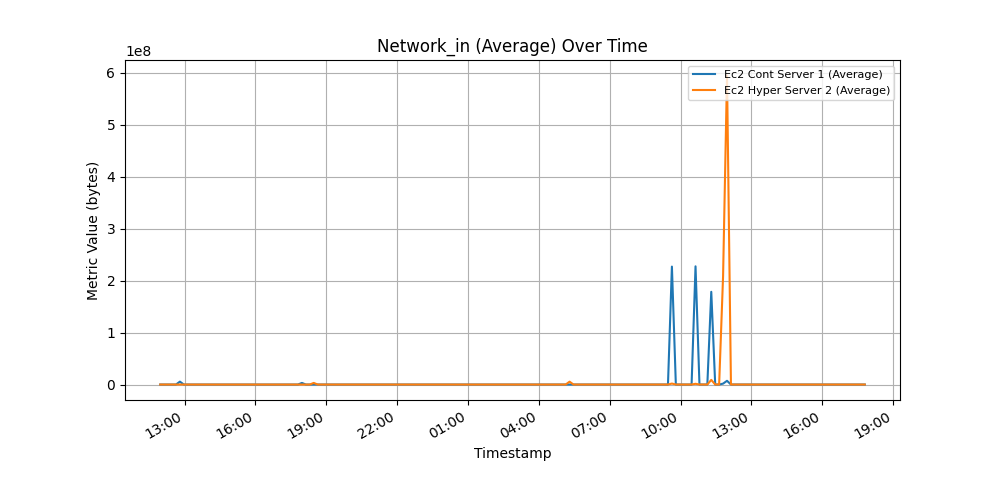 Network_in (Average) Over Time
1e8
Ec2 Cont Server 1 (Average)
Ec2 Hyper Server 2 (Average)
6
5
4
3
2
1
0
Metric Value (bytes)
13:00 16:00 19:00 22:00 01:00 04:00 07:00 10:00 13:00 16:00 19:00
Timestamp